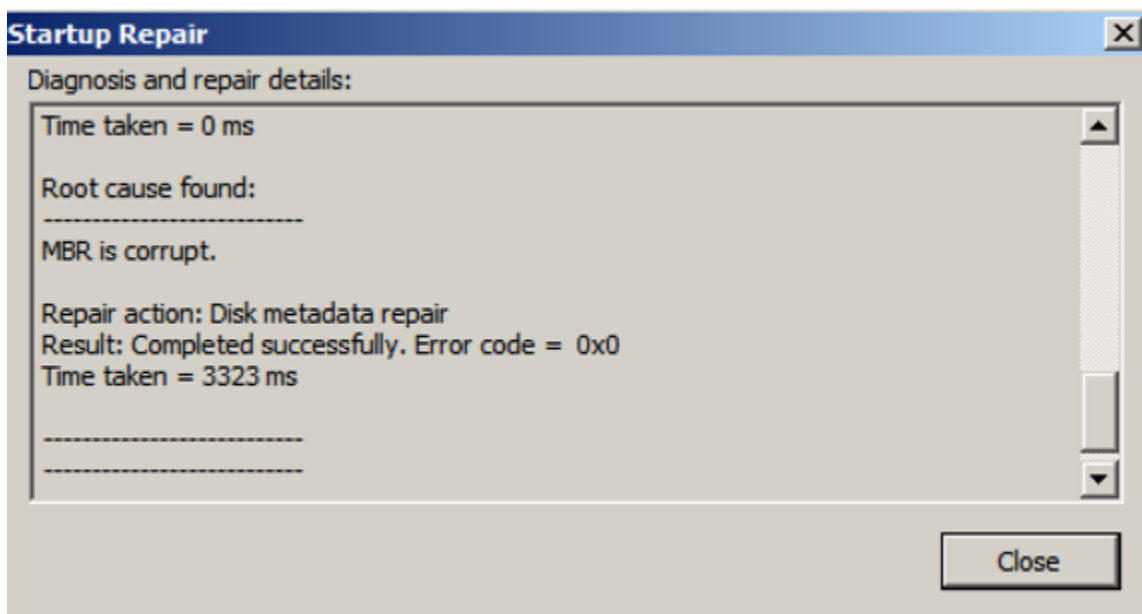 Startup Repair
Diagnosis and repair details:
Time taken = 0 ms
Root cause found:
---------------------------
MBR is corrupt.
Repair action: Disk metadata repair
Result: Completed successfully. Error code =  0x0
Time taken = 3323 ms
---------------------------
---------------------------
Close